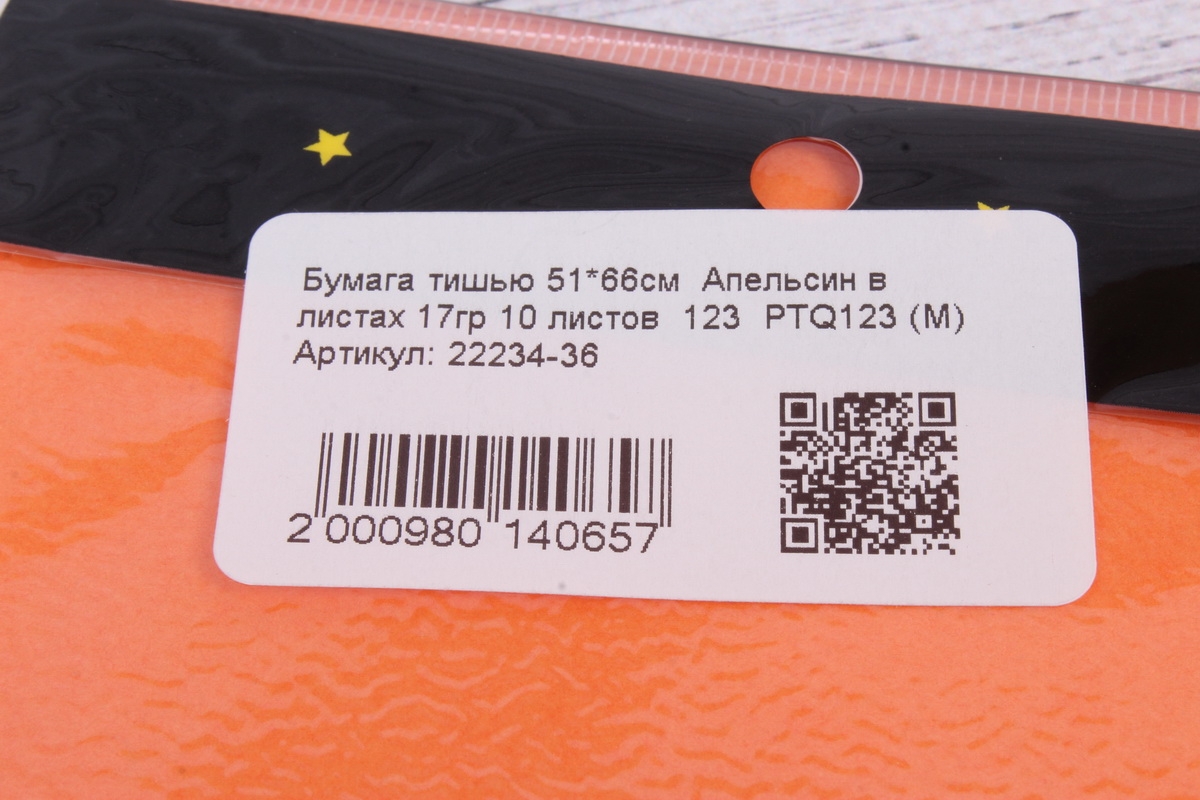 Бумага тишью 51*66см Апельсин в
листах 17гр 10 листов 123 PTQ123 (М)
Артикул: 22234-36
2 000980 140657